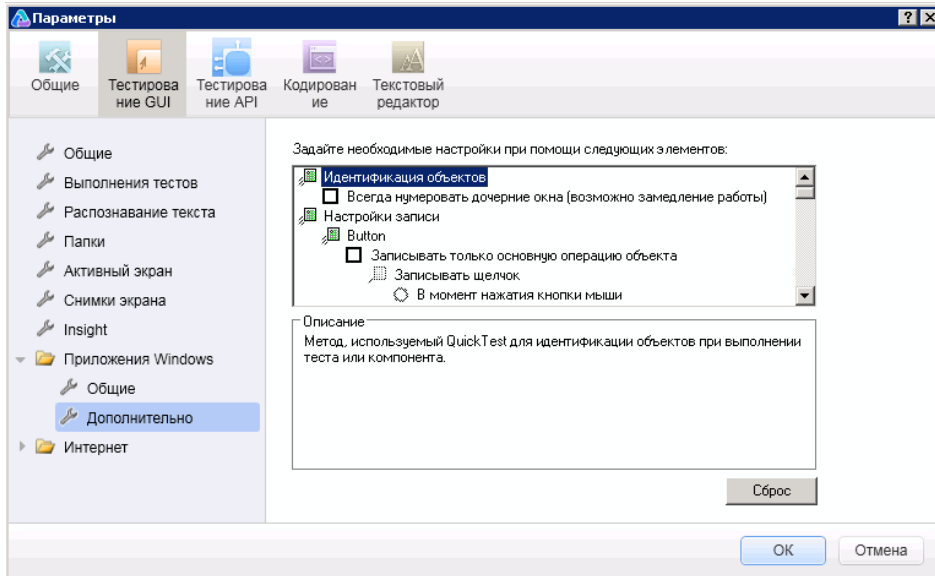 Параметры
Общие
Тестирова
ние GUI
Тестирова
ние API
Кодирован
ие
Текстовый
редактор
Общие
Выполнения тестов
Распознавание текста
Папки
Активный экран
Снимки экрана
Insight
Приложения Windows
Общие
Дополнительно
Интернет
Задайте необходимые настройки при помощи следующих элементов:
Идентификация объектов
Всегда нумеровать дочерние окна (возможно замедление работы)
Настройки записи
Button
Записывать только основную операцию объекта
Записывать щелчок
В момент нажатия кнопки мыши
Описание
Метод, используемый QuickTest для идентификации объектов при выполнении
теста или компонента.
Сброс
ОК
Отмена